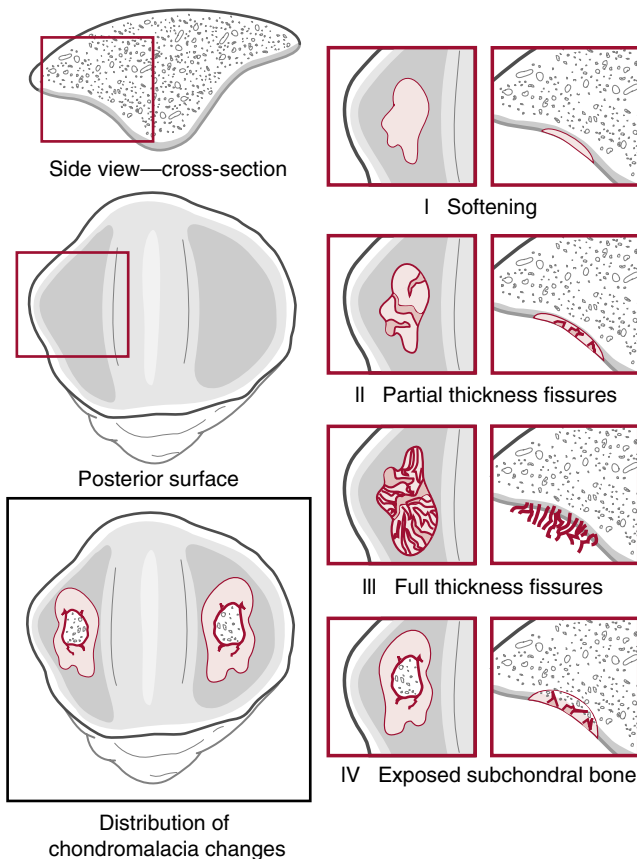 Side view—cross-section
Posterior surface
Distribution of
chondromalacia changes
I Softening
II Partial thickness fissures
III Full thickness fissures
IV Exposed subchondral bone